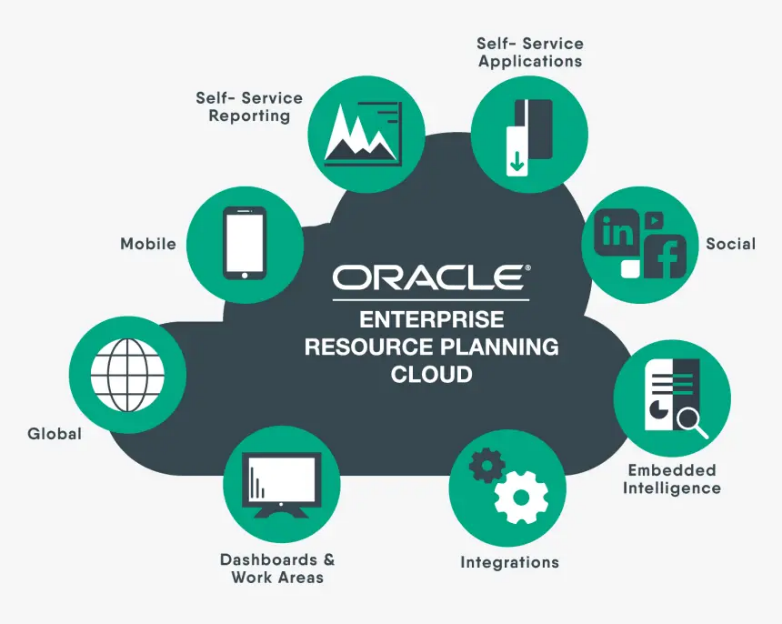 Self- Service
Applications
Self- Service
Reporting
Mobile
in
f
Social
ORACLE®
ENTERPRISE
RESOURCE PLANNING
CLOUD
Global
Embedded
Intelligence
Dashboards &
Work Areas
Integrations